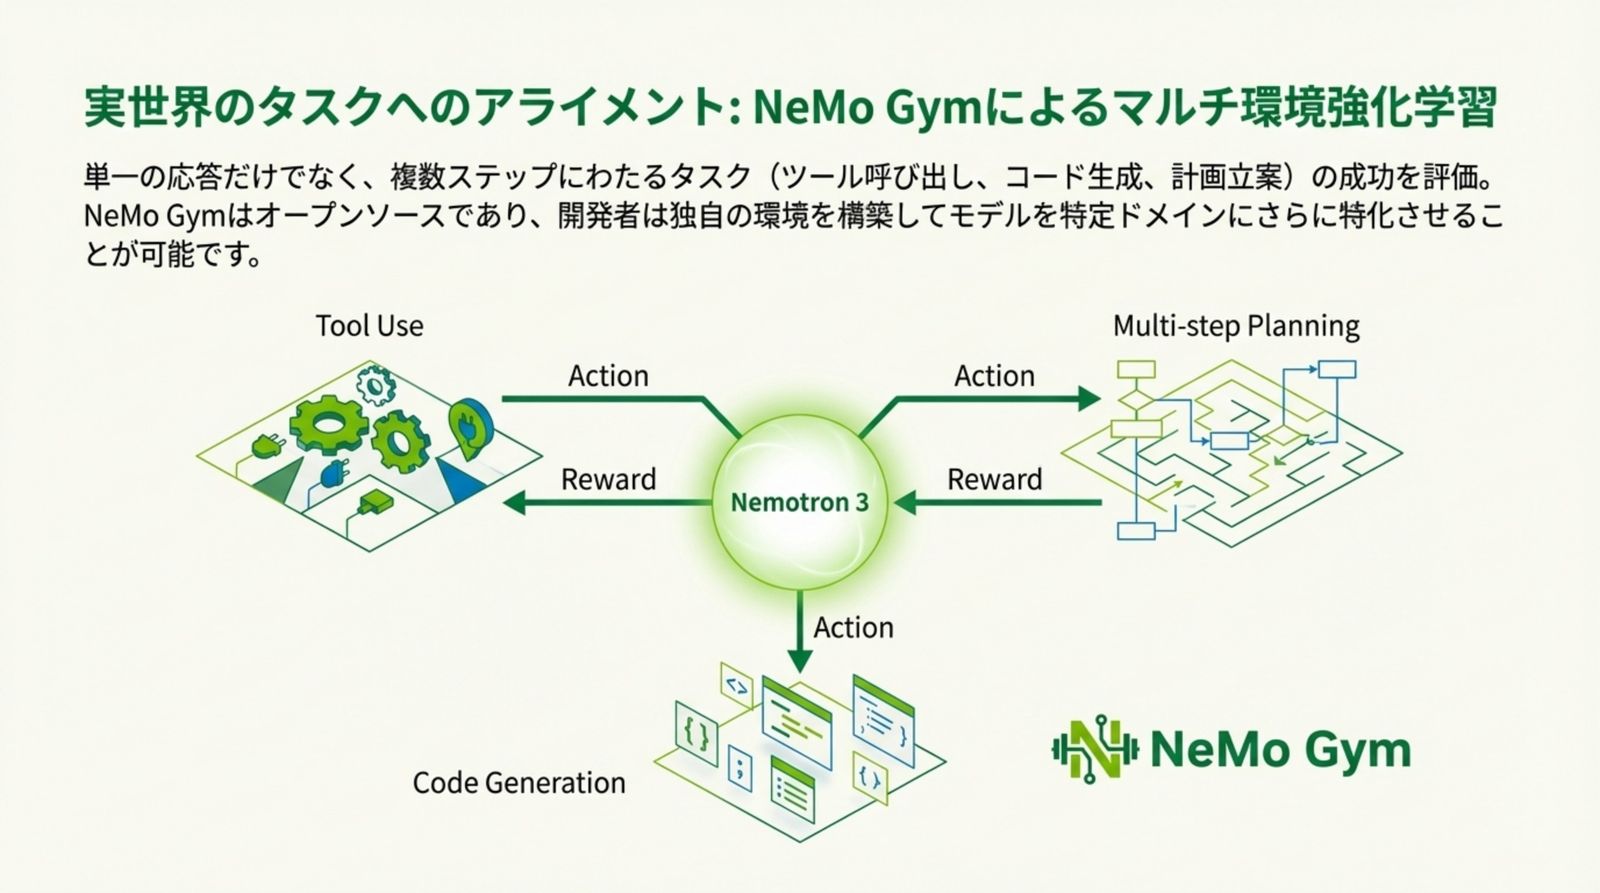 実世界のタスクへのアライメント: NeMo Gymによるマルチ環境強化学習
単一の応答だけでなく、複数ステップにわたるタスク（ツール呼び出し、コード生成、計画立案）の成功を評価。
NeMo Gymはオープンソースであり、開発者は独自の環境を構築してモデルを特定ドメインにさらに特化させるこ
とが可能です。
Tool Use
Multi-step Planning
Action
Action
Reward
Reward
Nemotron 3
Action
<>
{ }
;
}
{ }
Code Generation
NeMo Gym